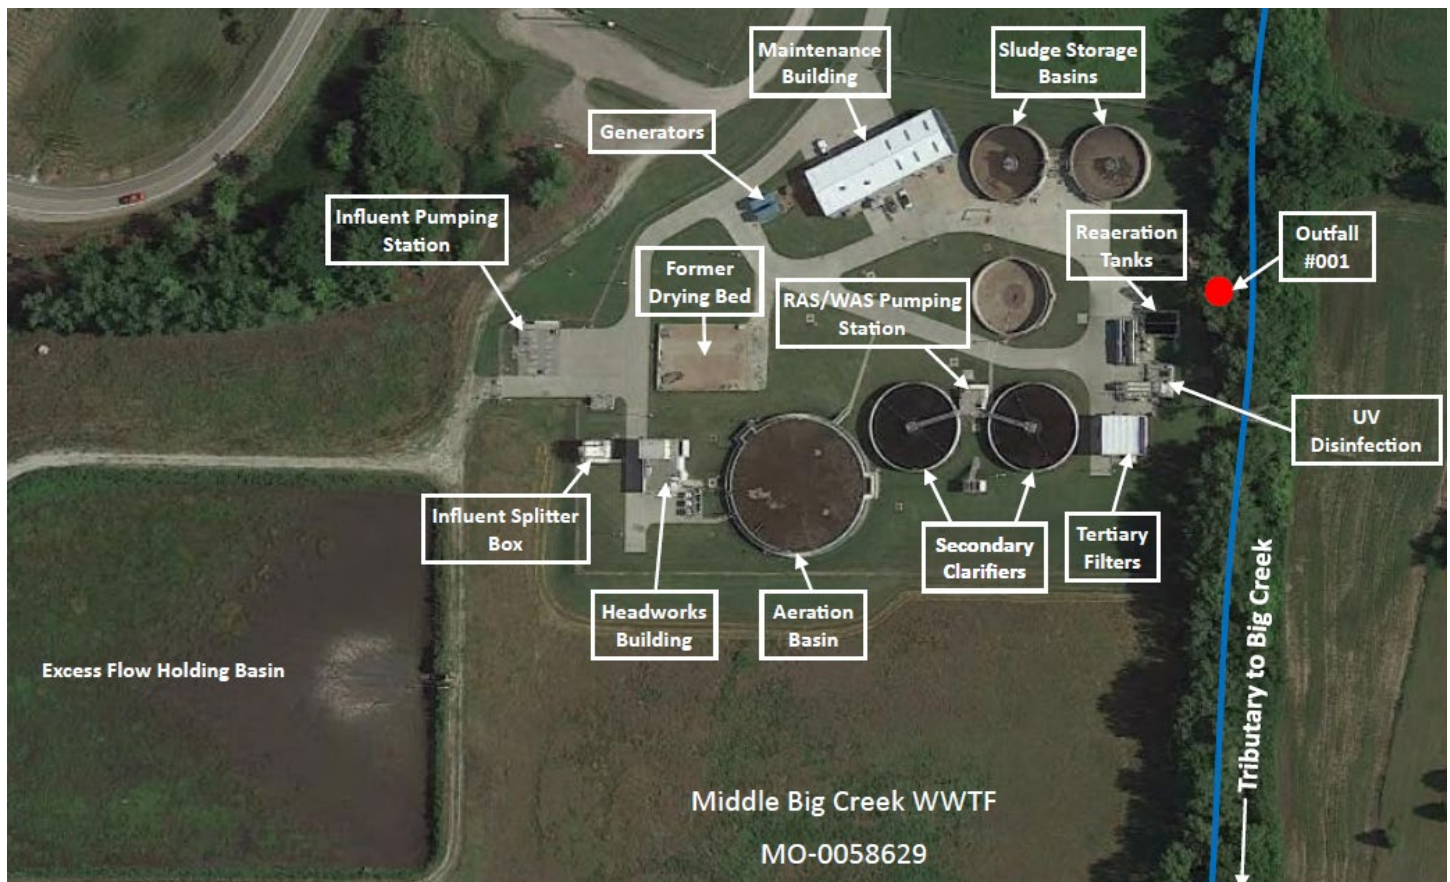 Maintenance
Building
Sludge Storage
Basins
Generators
Influent Pumping
Station
Former
Drying Bed
Reaeration
Tanks
Outfall
#001
RAS/WAS Pumping
Station
UV
Disinfection
Influent Splitter
Box
Headworks
Building
Aeration
Basin
Secondary
Clarifiers
Tertiary
Filters
Tributary to Big Creek
Excess Flow Holding Basin
Middle Big Creek WWTF
MO-0058629